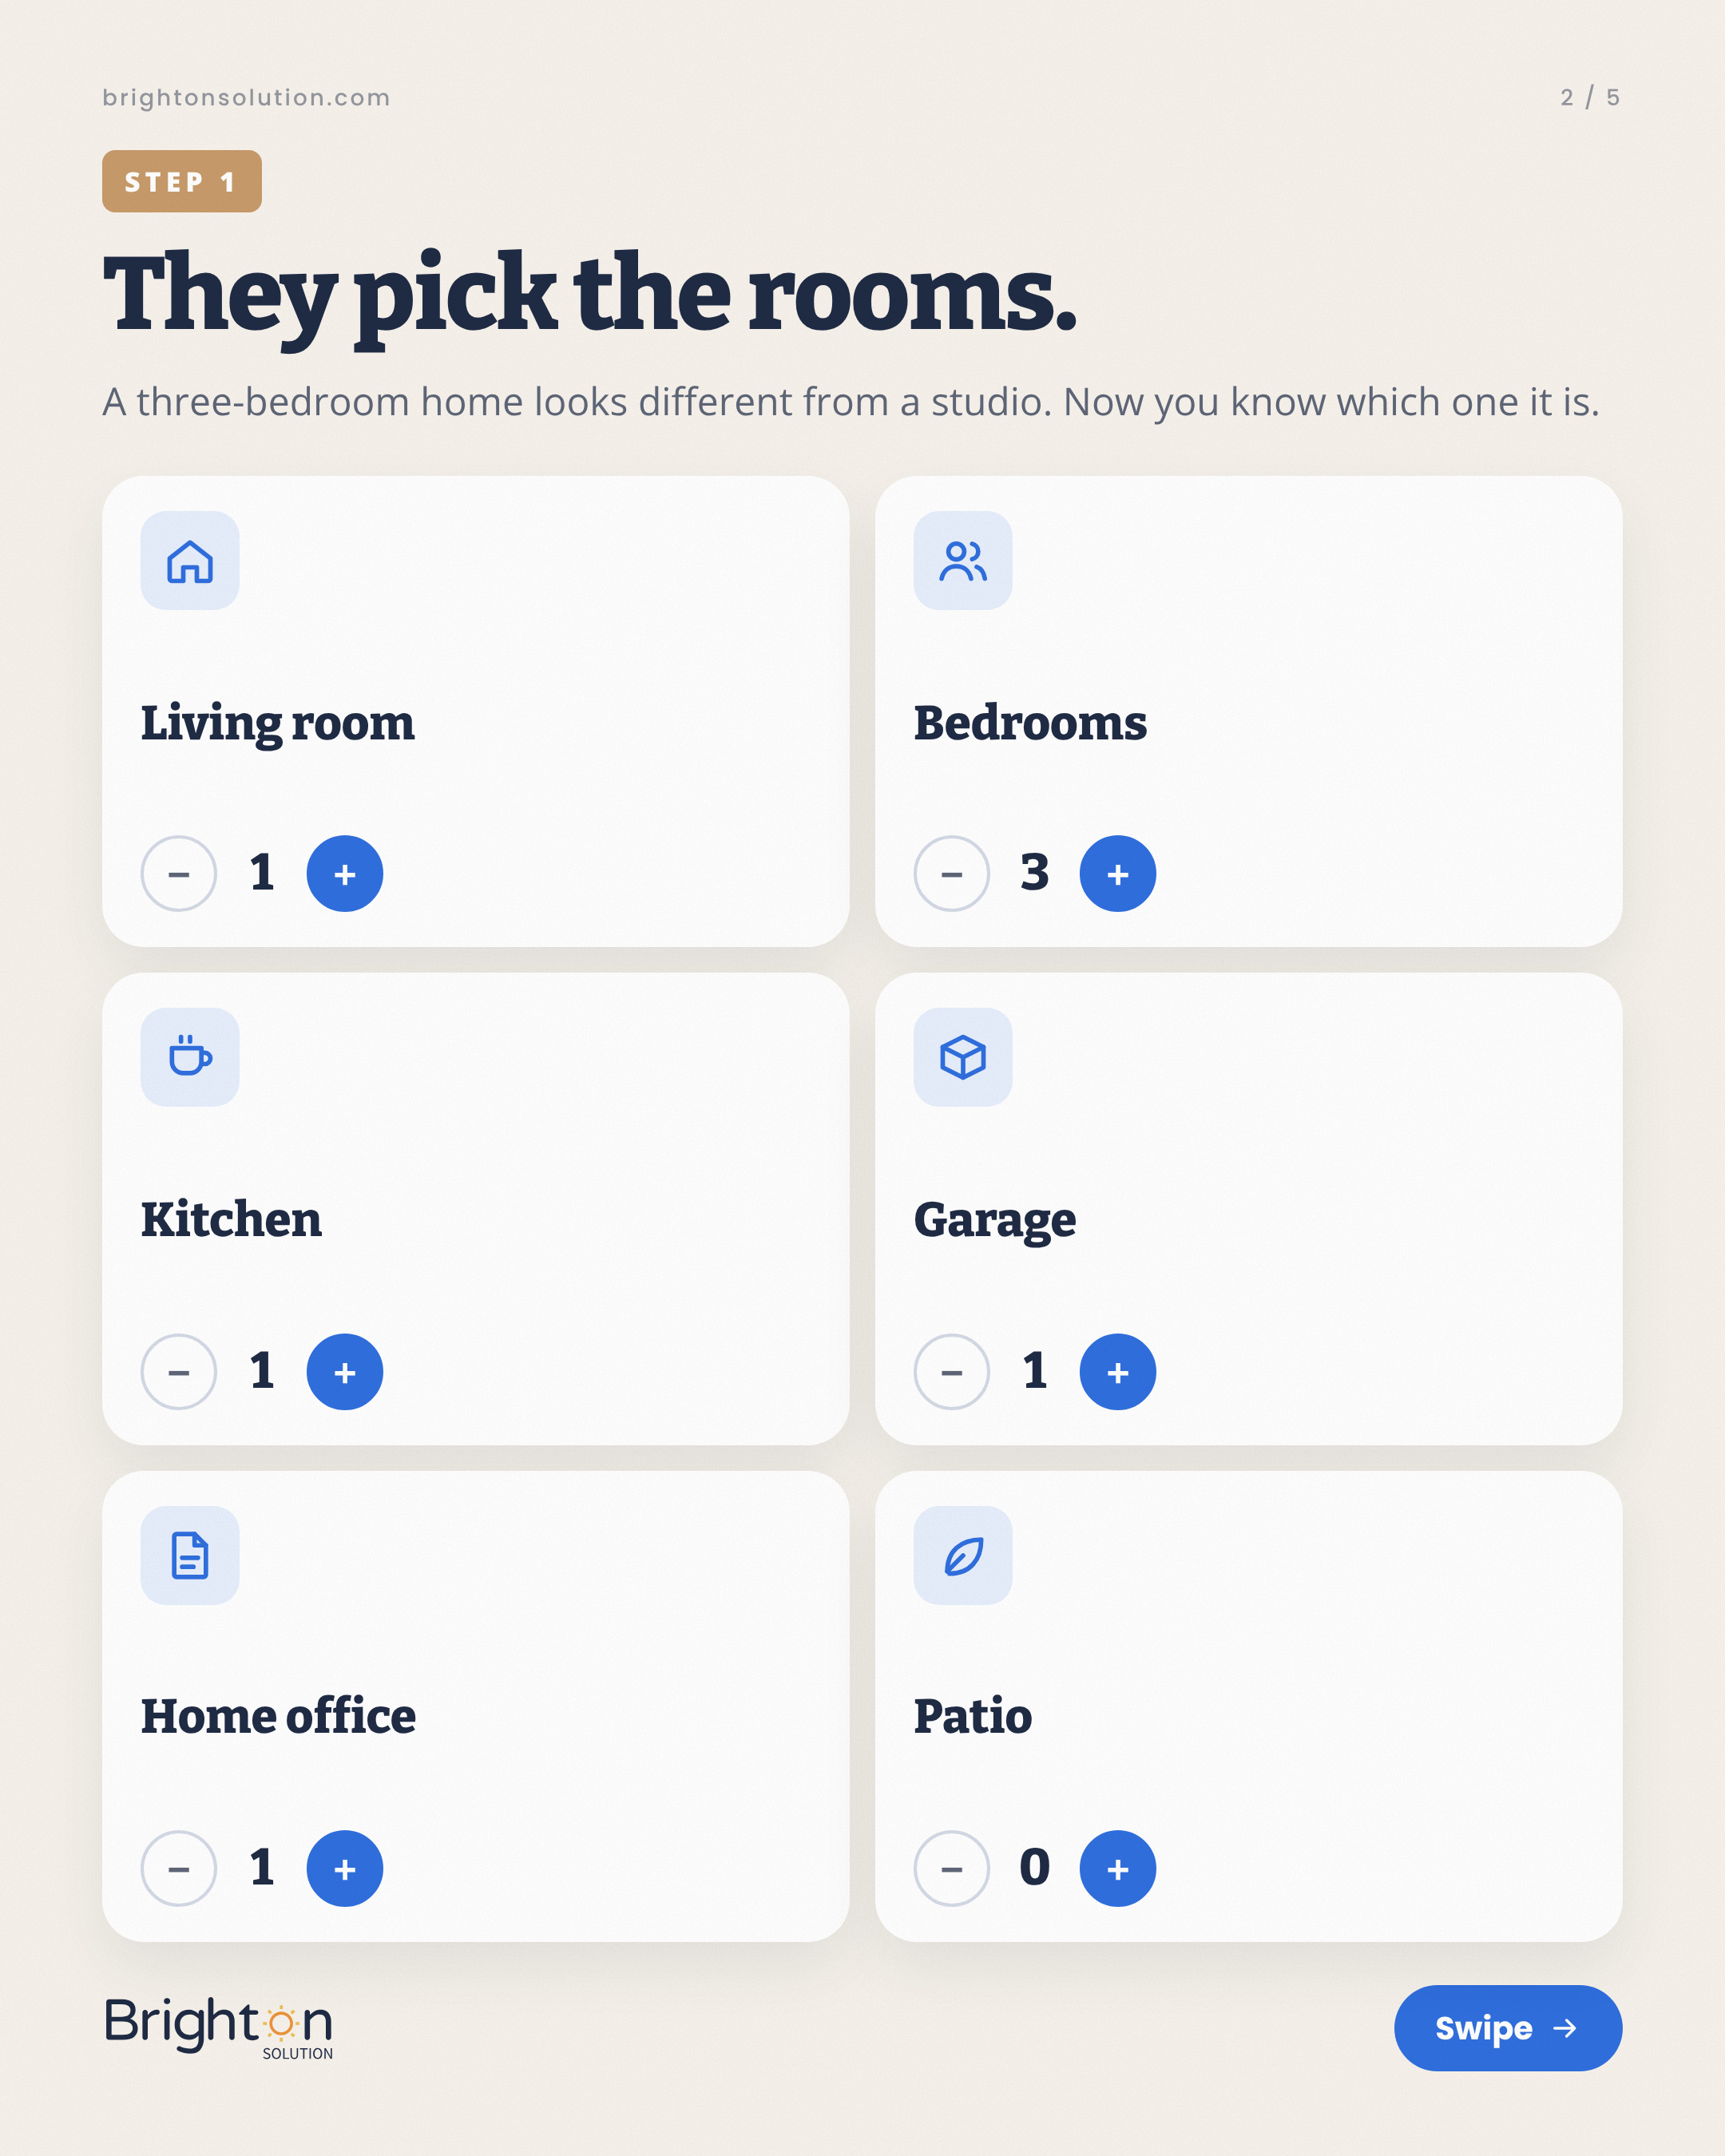 brightonsolution.com
2 / 5
STEP 1
They pick the rooms.
A three-bedroom home looks different from a studio. Now you know which one it is.
Living room
− 1 +
Bedrooms
− 3 +
Kitchen
− 1 +
Garage
− 1 +
Home office
− 1 +
Patio
− 0 +
Brighton
SOLUTION
Swipe →